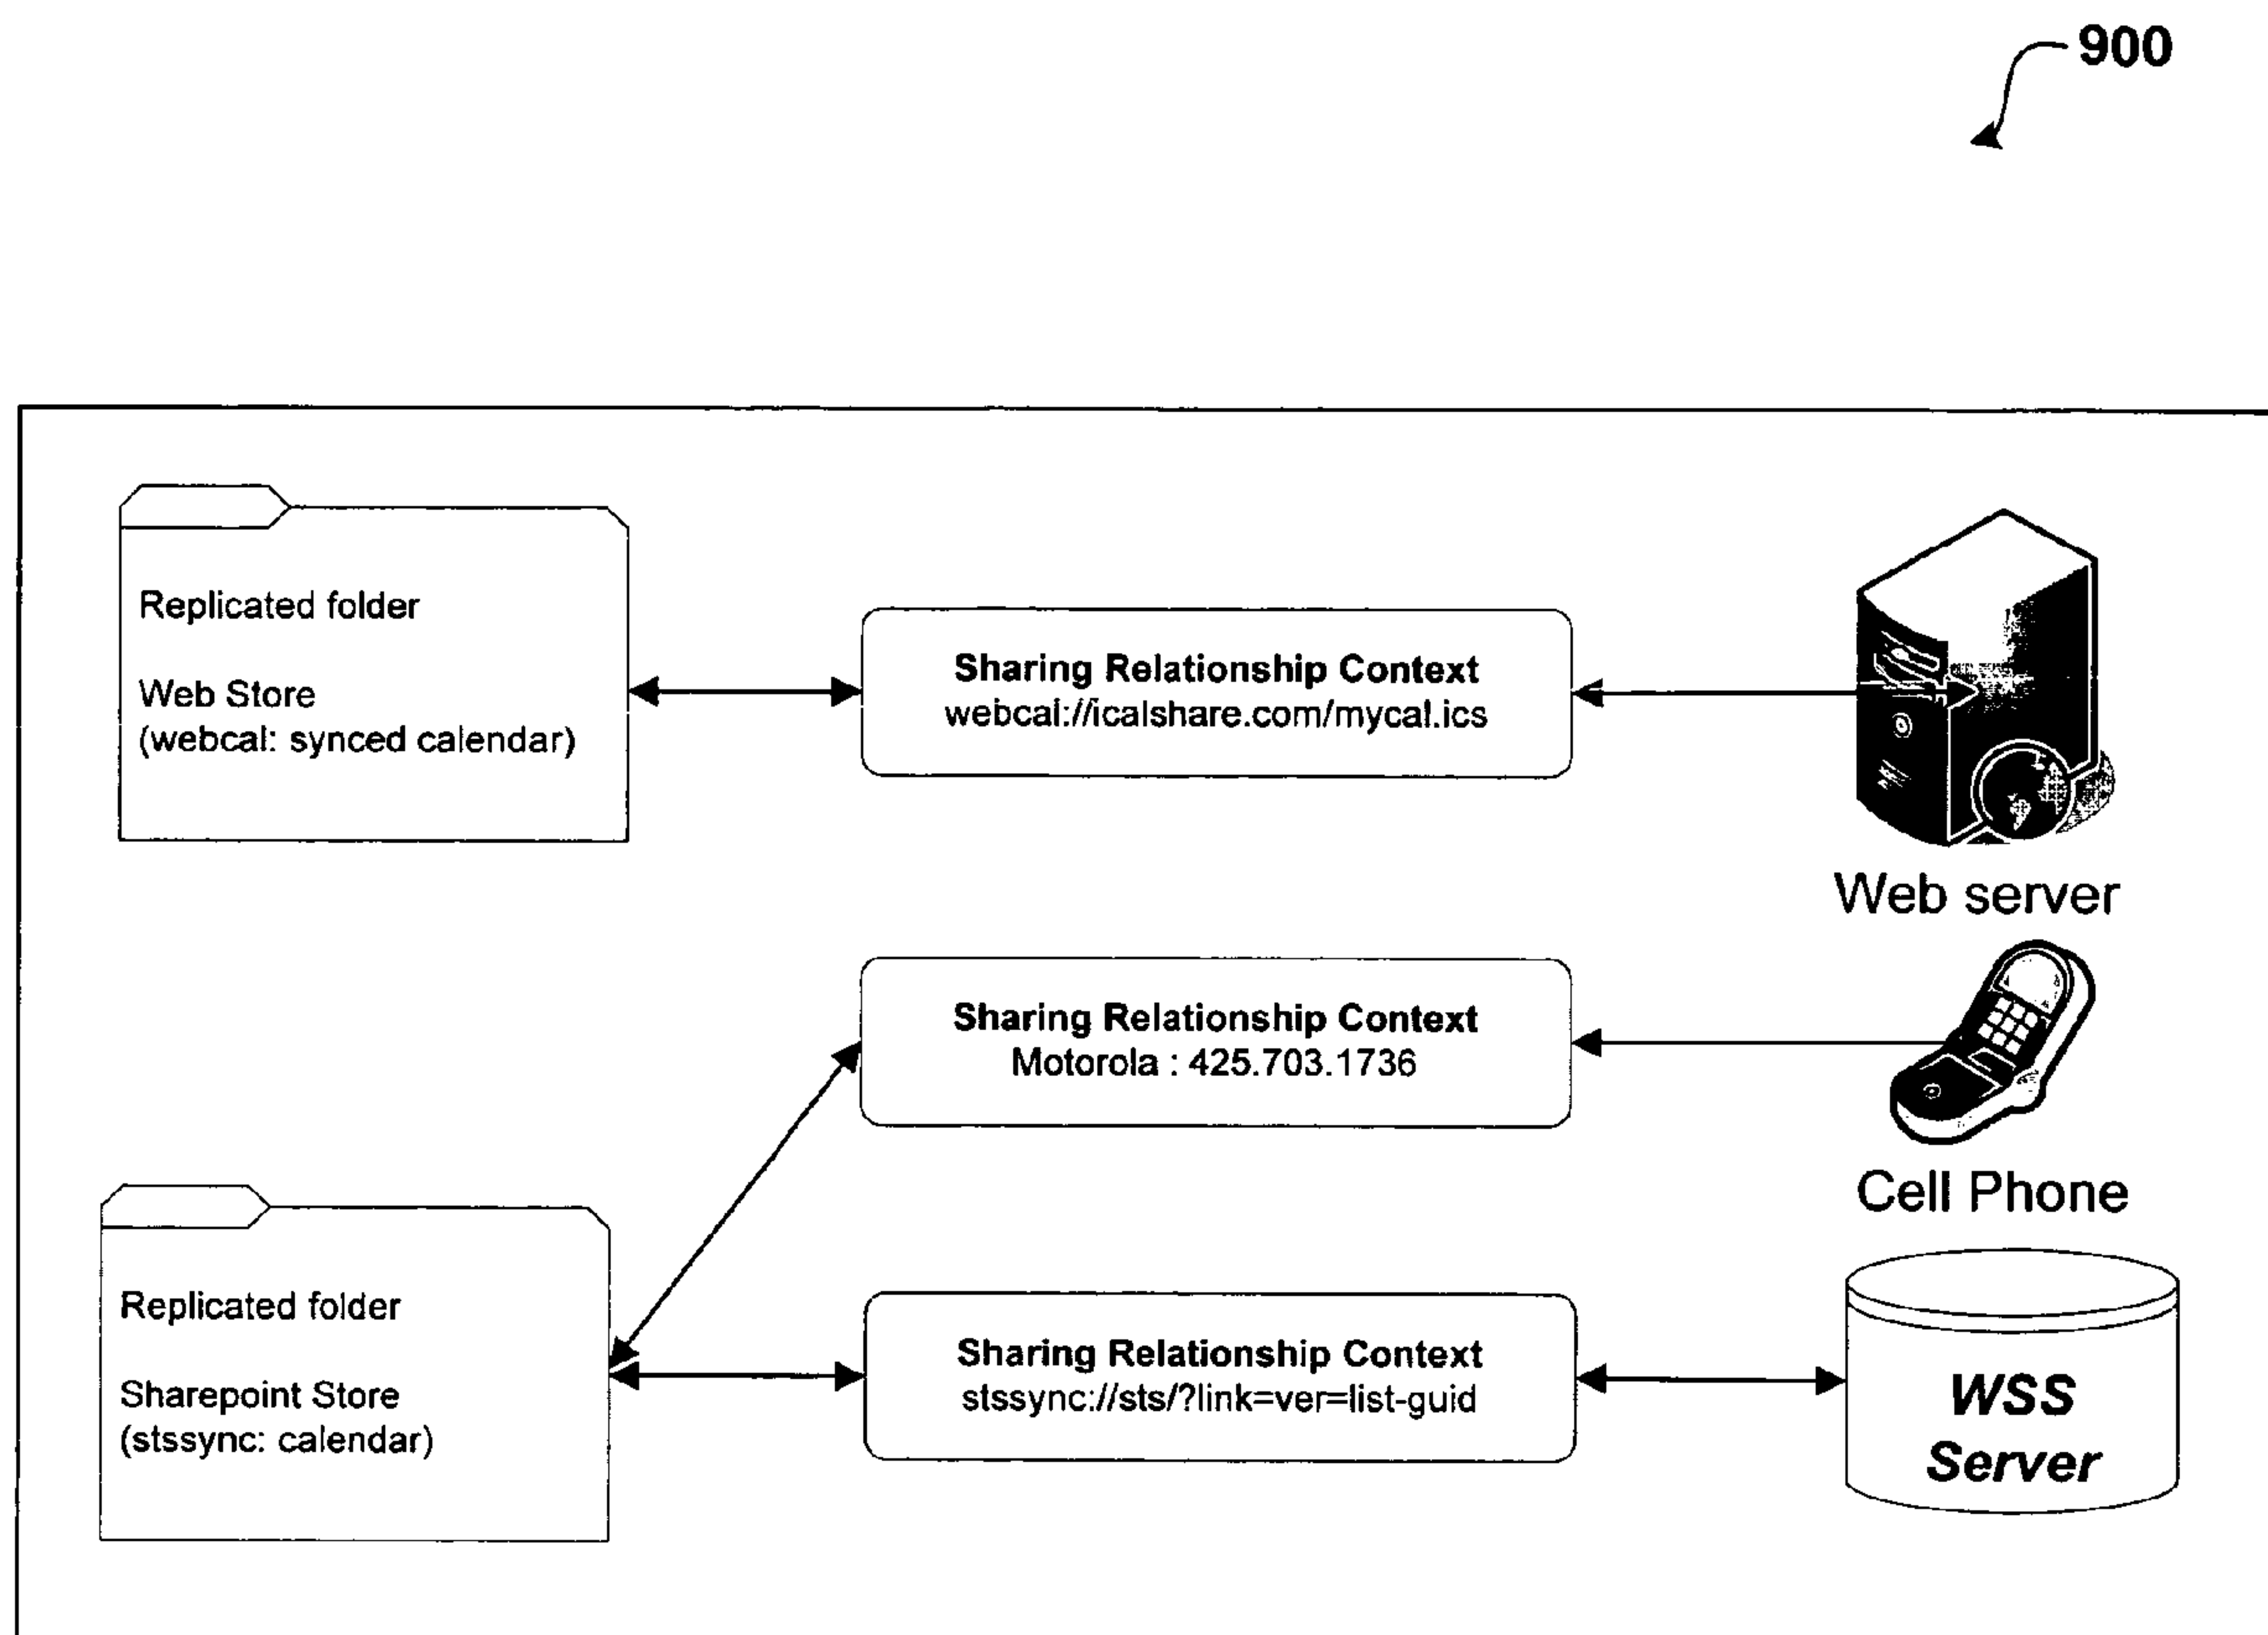 900
Replicated folder
Web Store
(webcal: synced calendar)
Sharing Relationship Context
webcal://icalshare.com/mycal.ics
Web server
Sharing Relationship Context
Motorola : 425.703.1736
Cell Phone
Replicated folder
Sharepoint Store
(stssync: calendar)
Sharing Relationship Context
stssync://sts/?link=ver=list-guid
WSS
Server